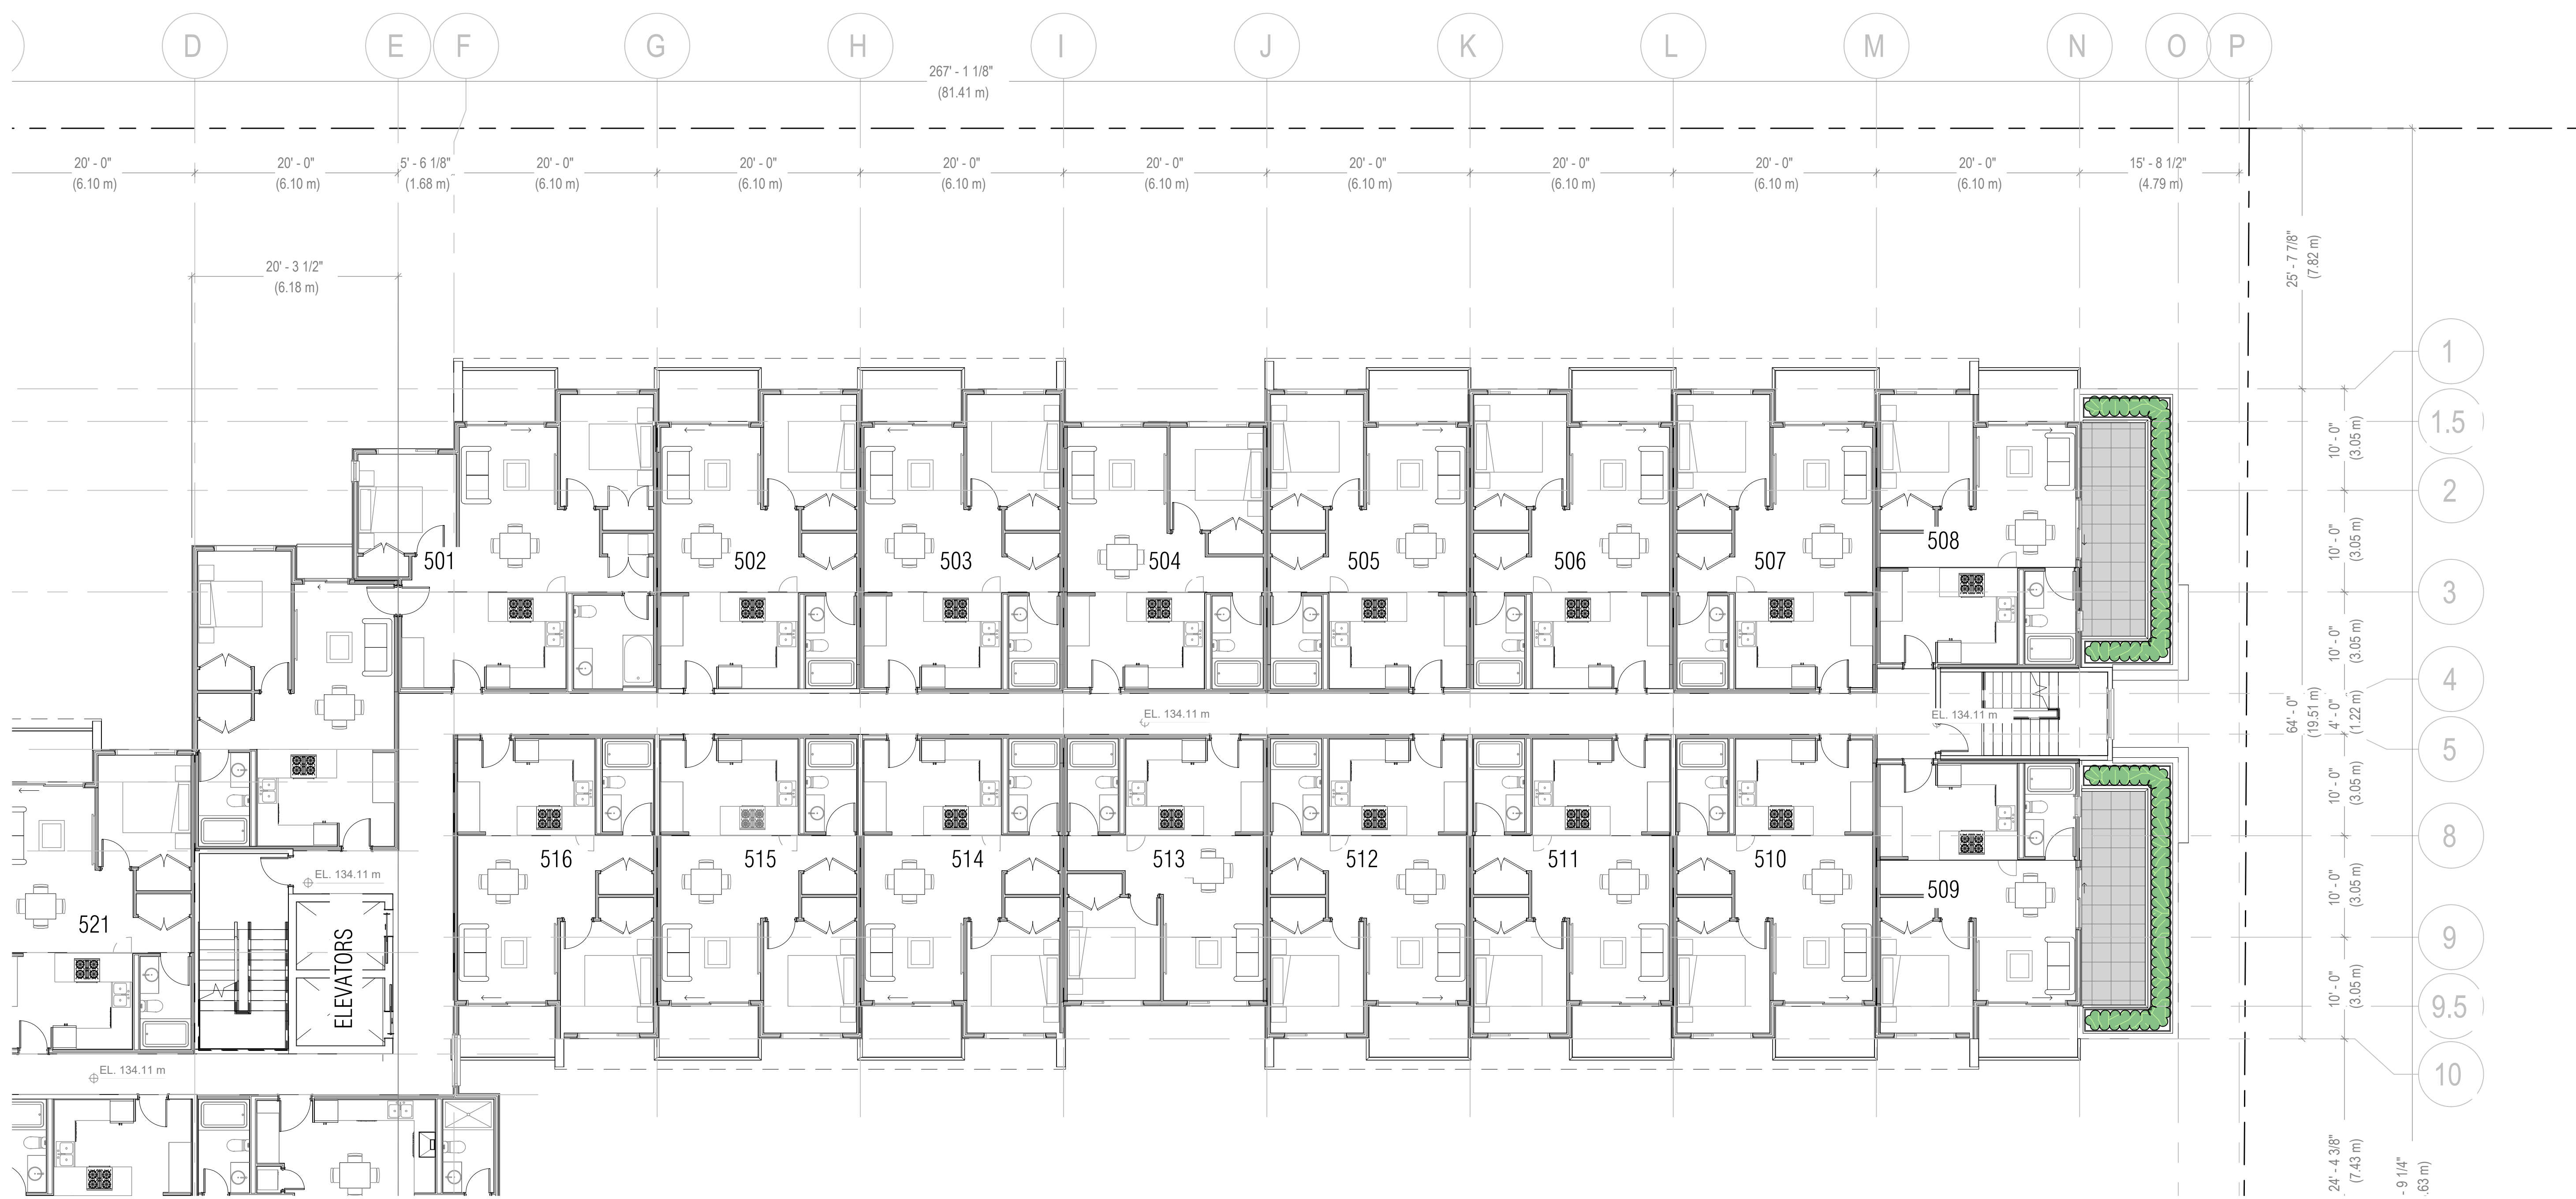 D E F G H I J K L M N O P
267' - 1 1/8"
(81.41 m)
20' - 0" 20' - 0" 5' - 6 1/8" 20' - 0" 20' - 0" 20' - 0" 20' - 0" 20' - 0" 20' - 0" 20' - 0" 20' - 0" 15' - 8 1/2"
(6.10 m) (6.10 m) (1.68 m) (6.10 m) (6.10 m) (6.10 m) (6.10 m) (6.10 m) (6.10 m) (6.10 m) (6.10 m) (4.79 m)
20' - 3 1/2"
(6.18 m)
25' - 7 7/8"
(7.82 m)
1
1.5
2
3
4
5
8
9
9.5
10
10' - 0"
(3.05 m)
10' - 0"
(3.05 m)
10' - 0"
(3.05 m)
4' - 0"
(1.22 m)
10' - 0"
(3.05 m)
10' - 0"
(3.05 m)
10' - 0"
(3.05 m)
64' - 0"
(19.51 m)
24' - 4 3/8"
(7.43 m)
- 9 1/4"
.63 m)
501 502 503 504 505 506 507 508
EL. 134.11 m
EL. 134.11 m
516 515 514 513 512 511 510 509
EL. 134.11 m
521
ELEVATORS
EL. 134.11 m